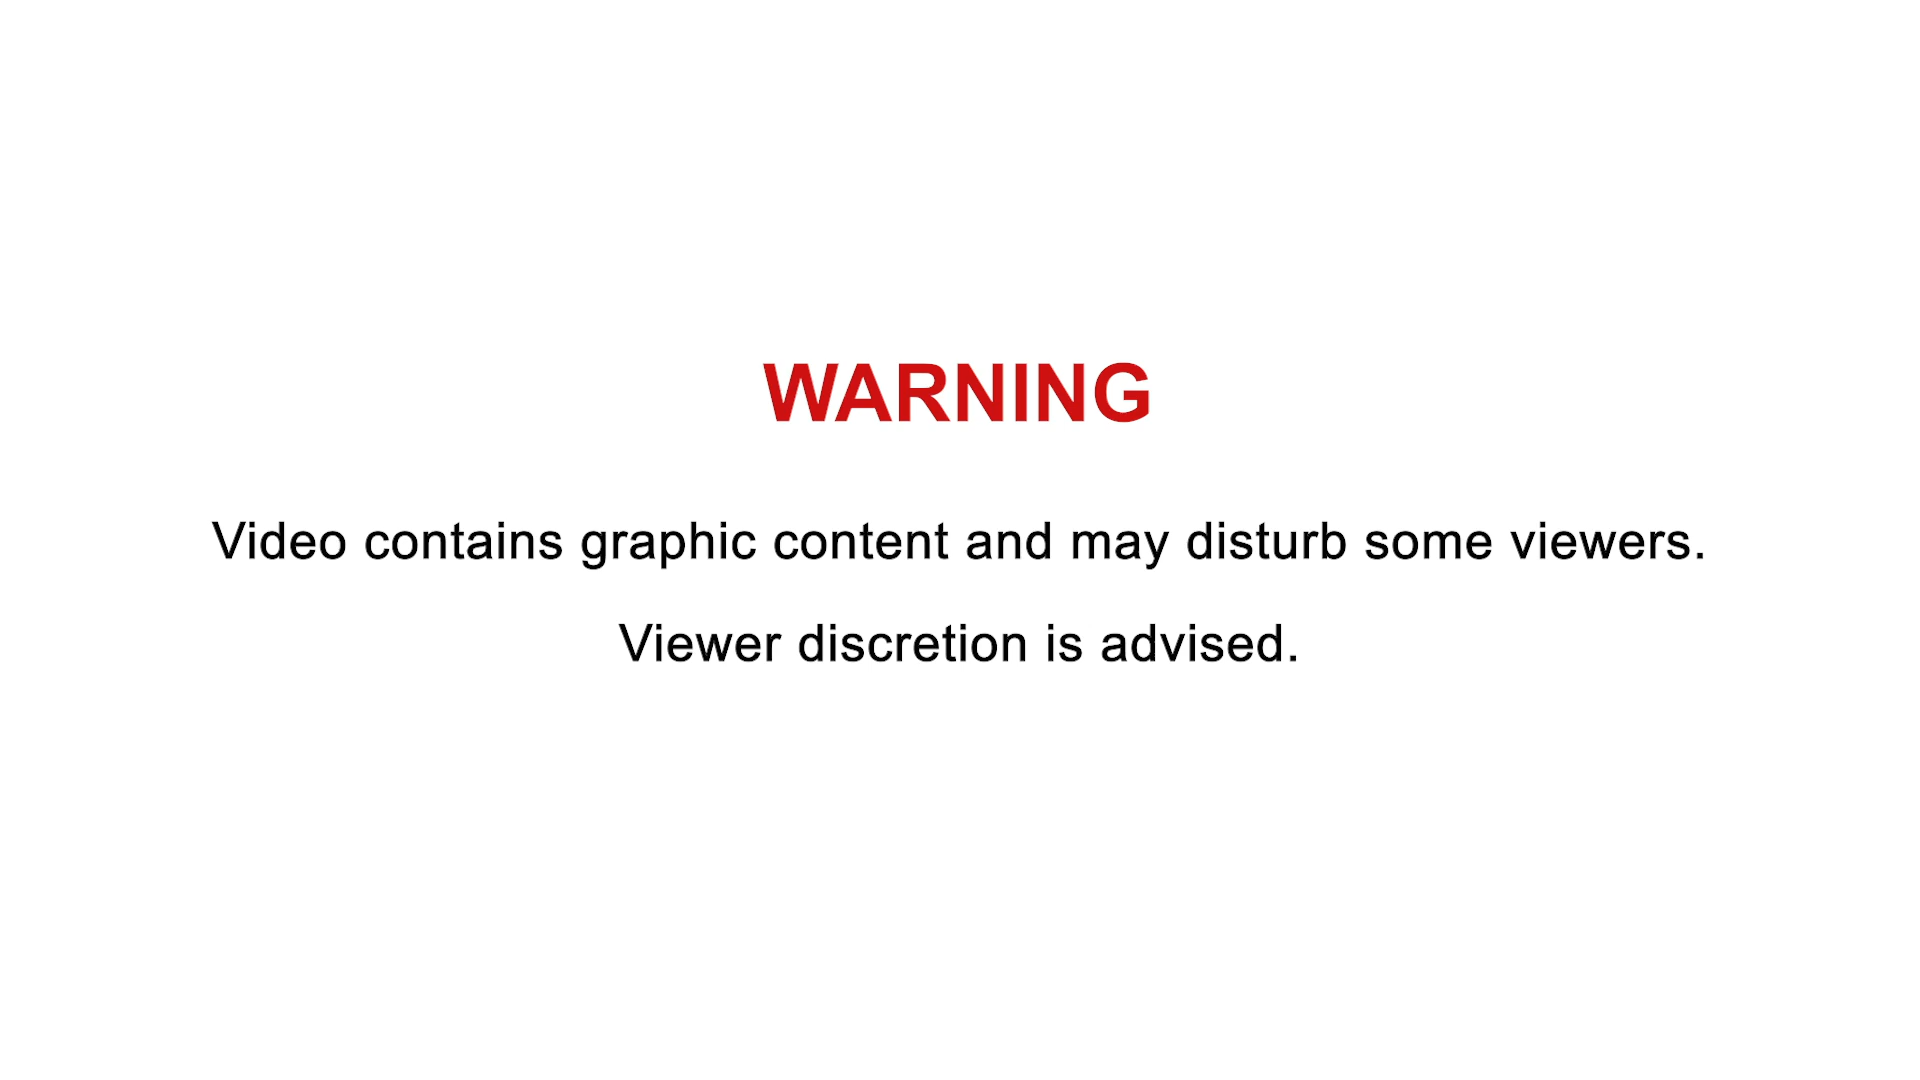 WARNING
Video contains graphic content and may disturb some viewers.
Viewer discretion is advised.